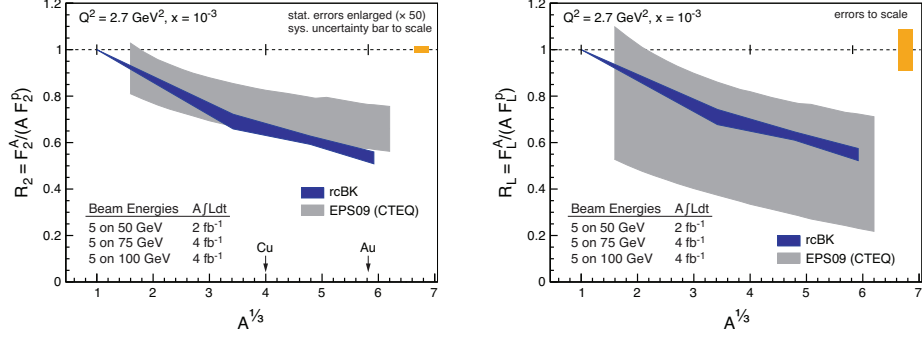 Q² = 2.7 GeV², x = 10⁻³
stat. errors enlarged (× 50)
sys. uncertainty bar to scale
1.2
1
0.8
0.6
0.4
0.2
0
R₂ = F₂ᴬ/(A F₂ᵖ)
rcBK
EPS09 (CTEQ)
Beam Energies A∫Ldt
5 on 50 GeV 2 fb⁻¹
5 on 75 GeV 4 fb⁻¹
5 on 100 GeV 4 fb⁻¹
Cu
Au
1 2 3 4 5 6 7
A^⅓
Q² = 2.7 GeV², x = 10⁻³
errors to scale
1.2
1
0.8
0.6
0.4
0.2
0
R_L = F_Lᴬ/(A F_Lᵖ)
Beam Energies A∫Ldt
5 on 50 GeV 2 fb⁻¹
5 on 75 GeV 4 fb⁻¹
5 on 100 GeV 4 fb⁻¹
rcBK
EPS09 (CTEQ)
1 2 3 4 5 6 7
A^⅓